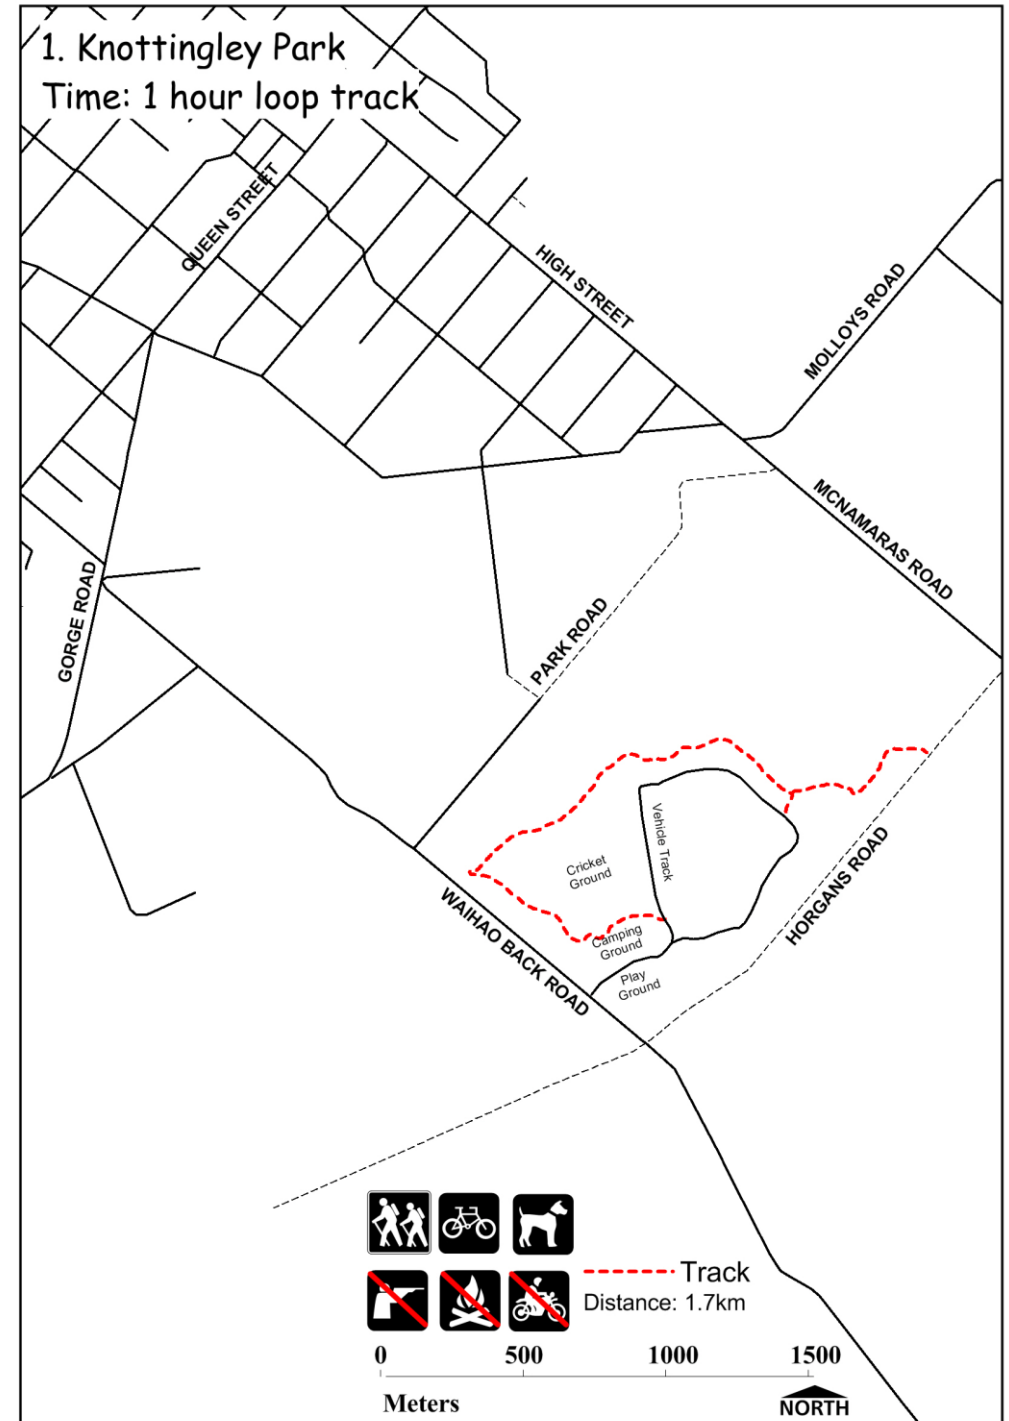 1. Knottingley Park
Time: 1 hour loop track
QUEEN STREET
HIGH STREET
MOLLOYS ROAD
MCNAMARAS ROAD
GORGE ROAD
PARK ROAD
Vehicle Track
Cricket
Ground
HORGANS ROAD
WAIHAO BACK ROAD
Camping
Ground
Play
Ground
Track
Distance: 1.7km
0 500 1000 1500
Meters
NORTH